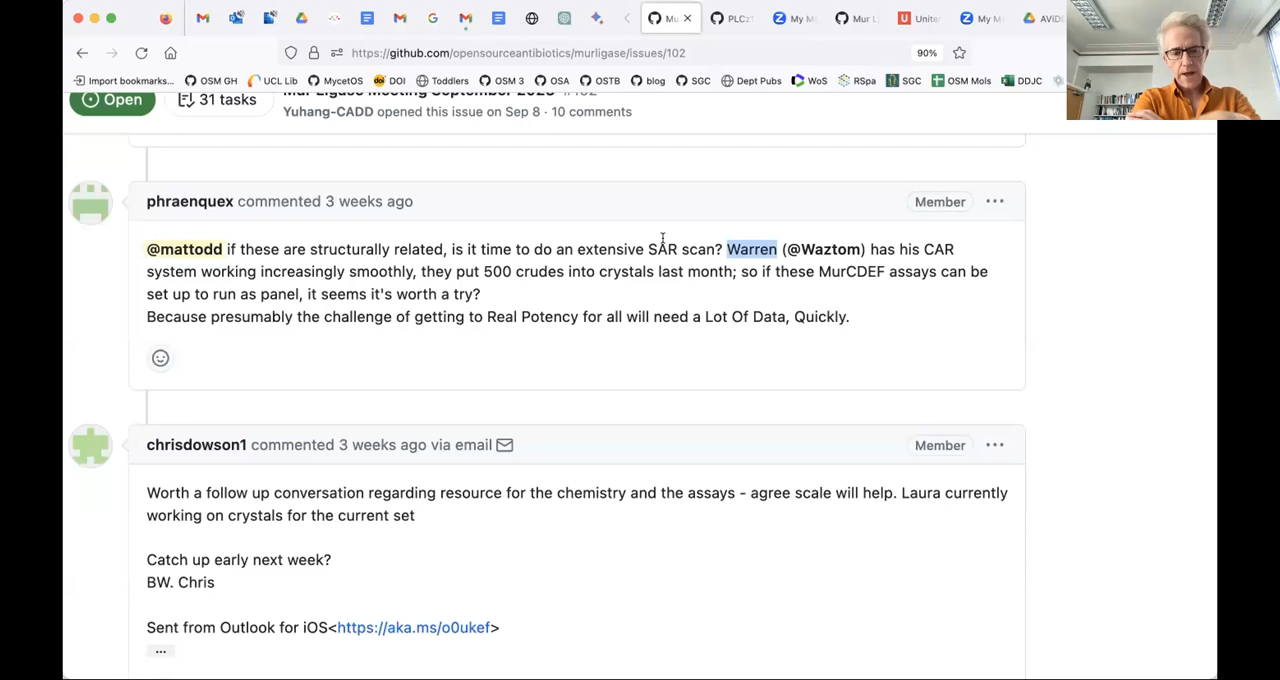 Mu
PLCz
My M
Mur L
Unite
My M
AViDI
https://github.com/opensourceantibiotics/murligase/issues/102
90%
Import bookmarks...
OSM GH
UCL Lib
MycetOS
DOI
Toddlers
OSM 3
OSA
OSTB
blog
SGC
Dept Pubs
WoS
RSpa
SGC
OSM Mols
DDJC
Open
31 tasks
Yuhang-CADD opened this issue on Sep 8 · 10 comments
phraenquex commented 3 weeks ago
Member
@mattodd if these are structurally related, is it time to do an extensive SAR scan? Warren (@Waztom) has his CAR
system working increasingly smoothly, they put 500 crudes into crystals last month; so if these MurCDEF assays can be
set up to run as panel, it seems it's worth a try?
Because presumably the challenge of getting to Real Potency for all will need a Lot Of Data, Quickly.
chrisdowson1 commented 3 weeks ago via email
Member
Worth a follow up conversation regarding resource for the chemistry and the assays - agree scale will help. Laura currently
working on crystals for the current set
Catch up early next week?
BW. Chris
Sent from Outlook for iOS<https://aka.ms/o0ukef>
...